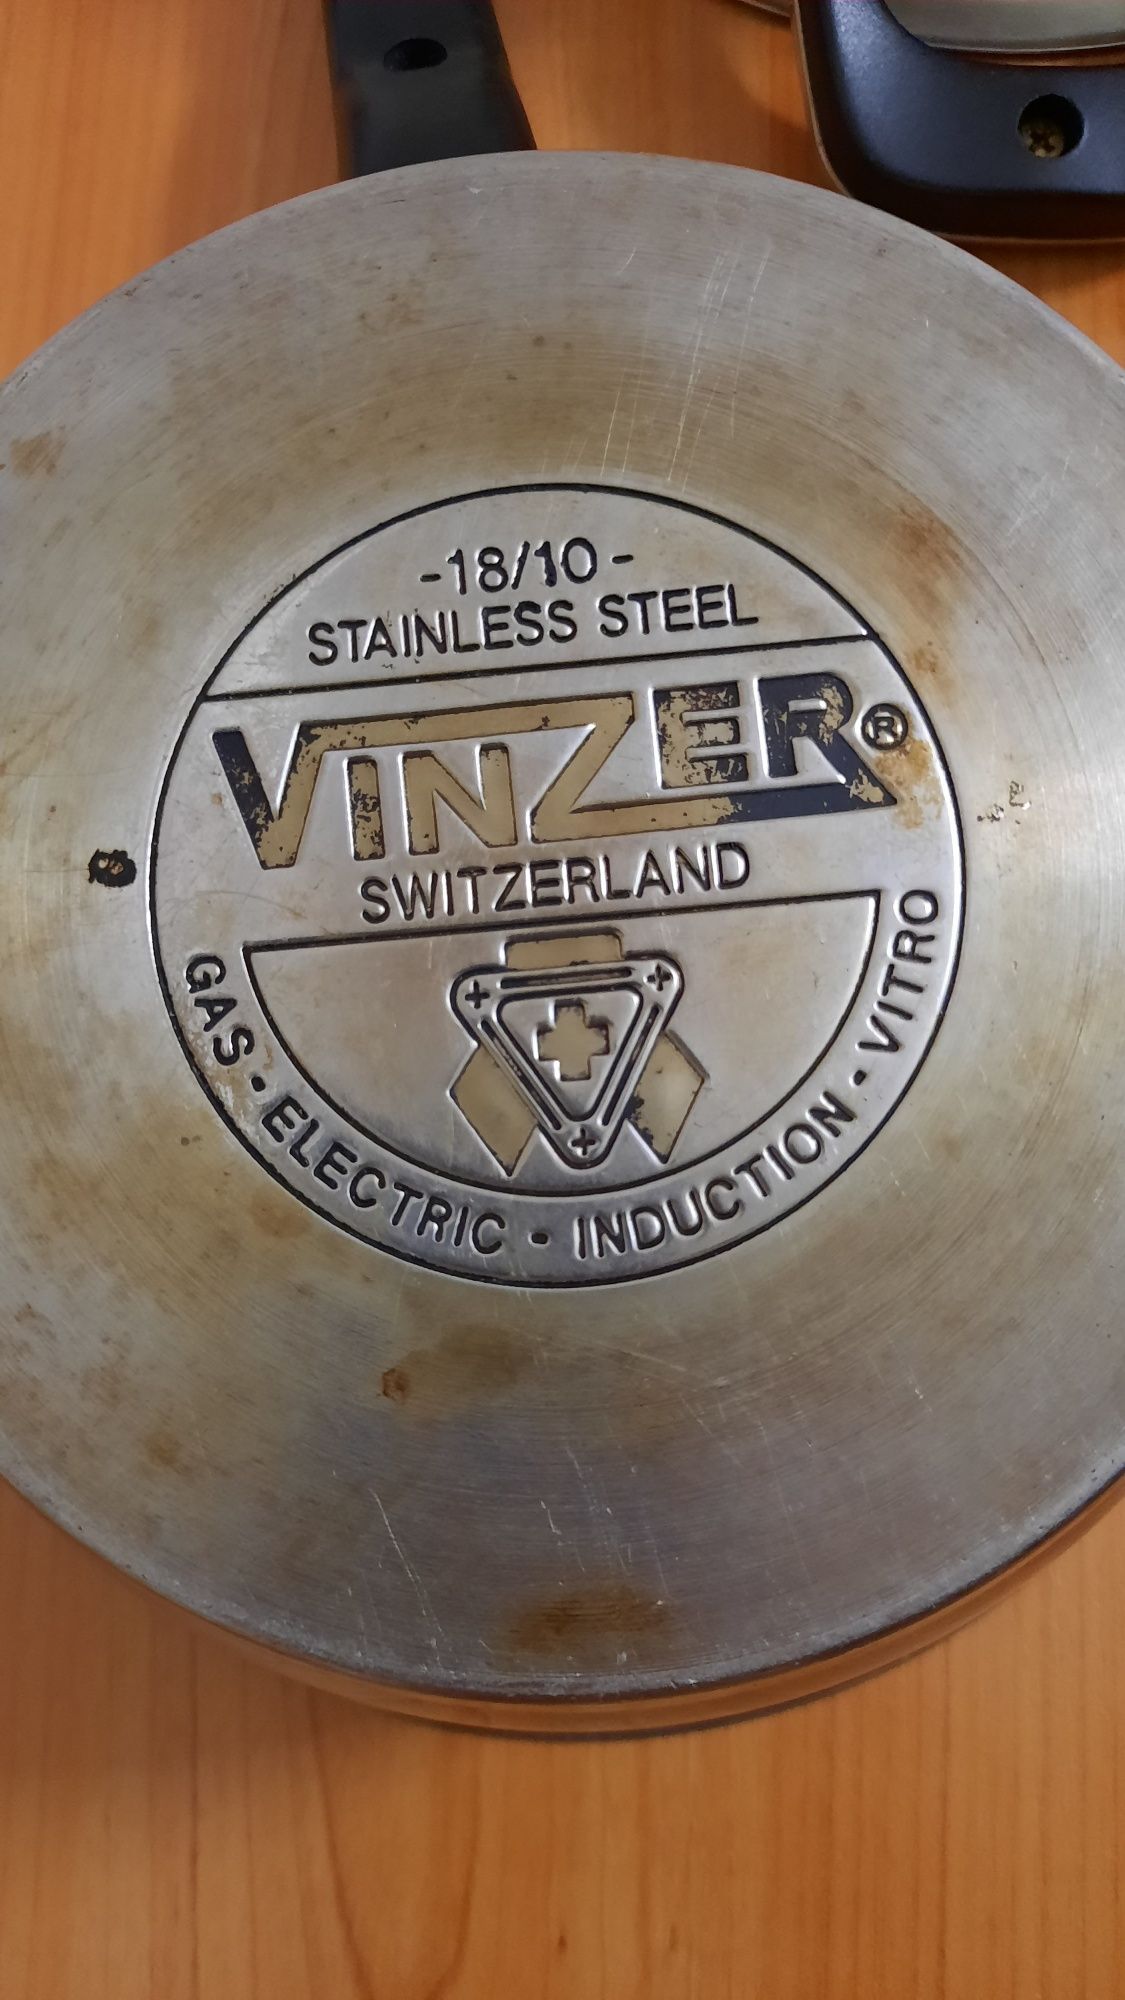 -18/10-
STAINLESS STEEL
VINZER®
SWITZERLAND
GAS · ELECTRIC · INDUCTION · VITRO